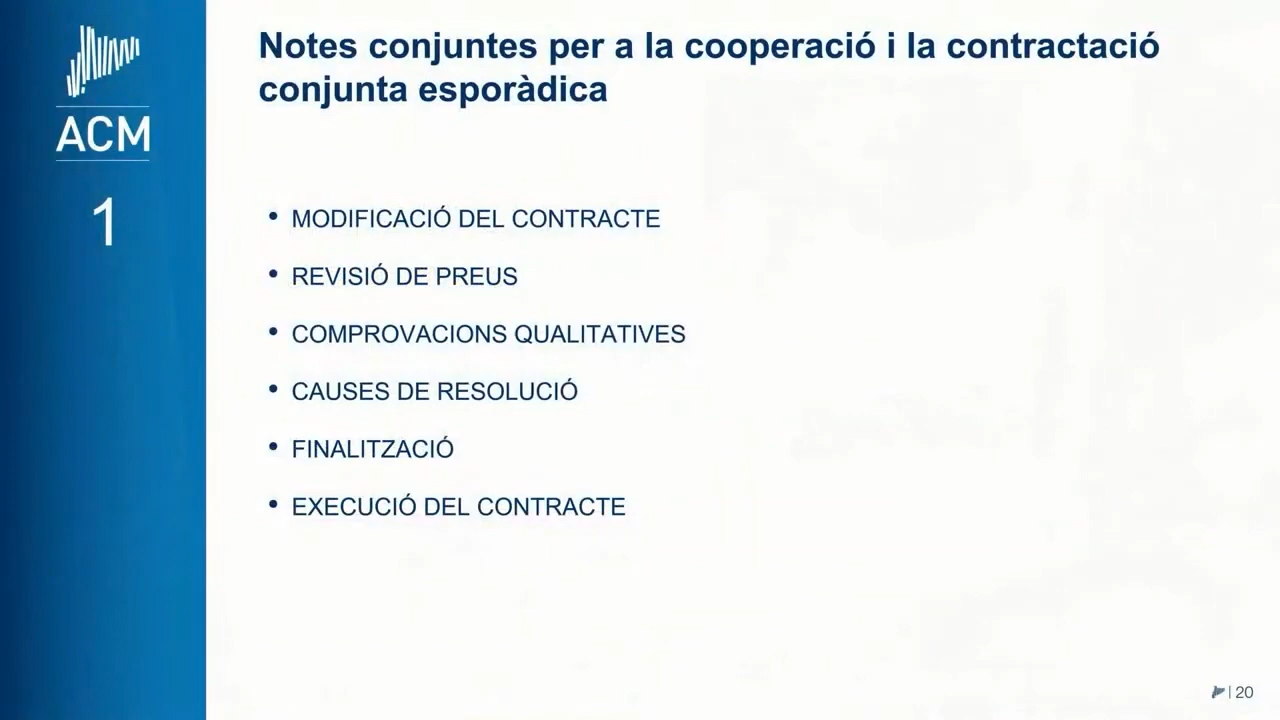 ACM
1
Notes conjuntes per a la cooperació i la contractació
conjunta esporàdica
• MODIFICACIÓ DEL CONTRACTE
• REVISIÓ DE PREUS
• COMPROVACIONS QUALITATIVES
• CAUSES DE RESOLUCIÓ
• FINALITZACIÓ
• EXECUCIÓ DEL CONTRACTE
| 20